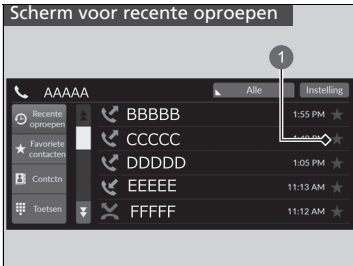 Scherm voor recente oproepen
1
AAAAA
Alle
Instelling
Recente
oproepen
BBBBB
1:55 PM
Favoriete
contacten
CCCCC
DDDDD
1:05 PM
Contctn
EEEEE
11:13 AM
Toetsen
FFFFF
11:12 AM